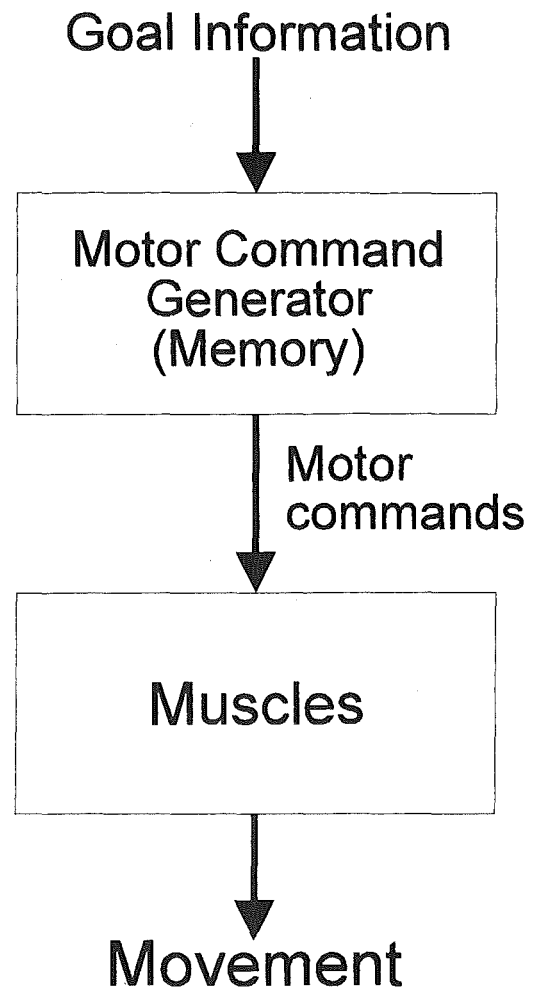 Goal Information
Motor Command
Generator
(Memory)
Motor
commands
Muscles
Movement